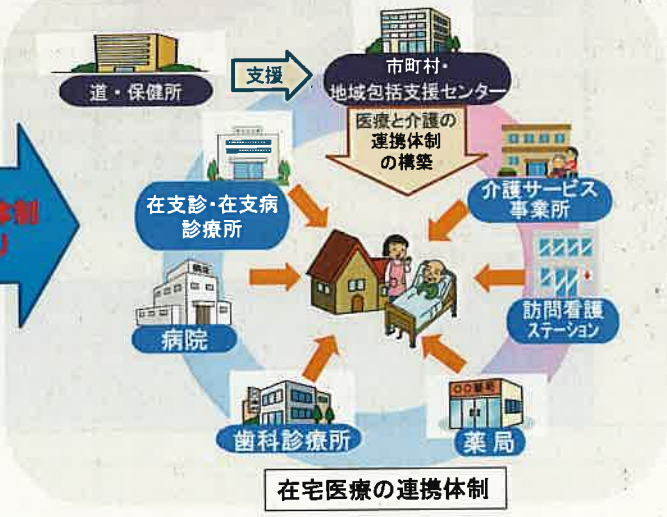 支援
道・保健所
市町村・
地域包括支援センター
医療と介護の
連携体制
の構築
在支診・在支病
診療所
介護サービス
事業所
病院
訪問看護
ステーション
歯科診療所
薬局
体制
在宅医療の連携体制